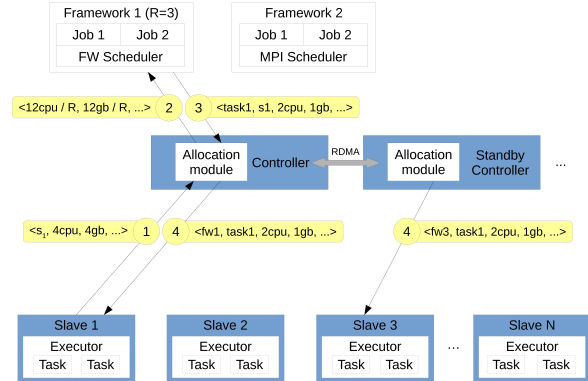 Framework 1 (R=3)
Job 1
Job 2
FW Scheduler
Framework 2
Job 1
Job 2
MPI Scheduler
<12cpu / R, 12gb / R, ...>
2
3
<task1, s1, 2cpu, 1gb, ...>
Allocation
module
Controller
RDMA
Allocation
module
Standby
Controller
...
<s1, 4cpu, 4gb, ...>
1
4
<fw1, task1, 2cpu, 1gb, ...>
4
<fw3, task1, 2cpu, 1gb, ...>
Slave 1
Executor
Task
Task
Slave 2
Executor
Task
Task
Slave 3
Executor
Task
Task
...
Slave N
Executor
Task
Task